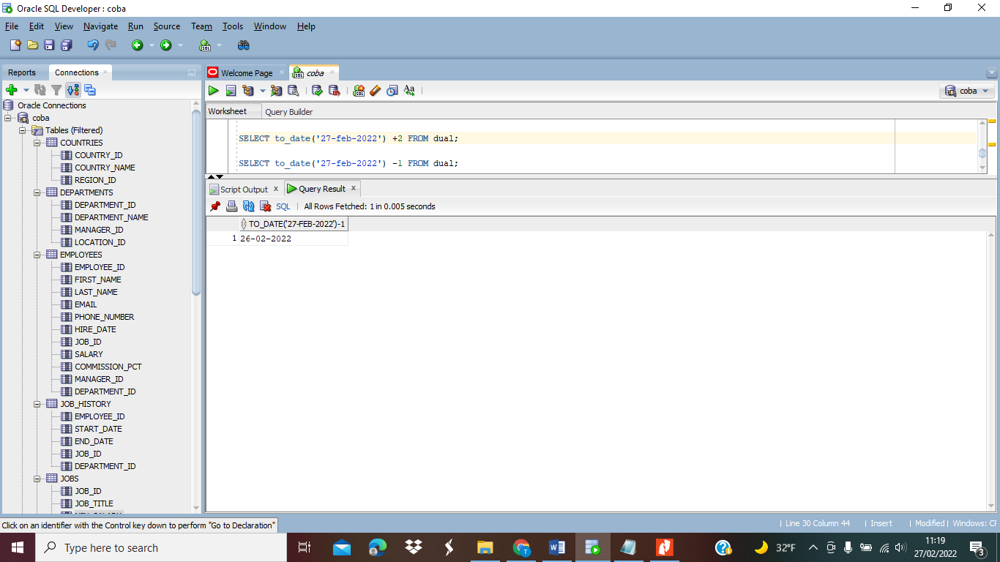 Oracle SQL Developer : coba
File Edit View Navigate Run Source Team Tools Window Help
Reports Connections
Oracle Connections
coba
Tables (Filtered)
COUNTRIES
COUNTRY_ID
COUNTRY_NAME
REGION_ID
DEPARTMENTS
DEPARTMENT_ID
DEPARTMENT_NAME
MANAGER_ID
LOCATION_ID
EMPLOYEES
EMPLOYEE_ID
FIRST_NAME
LAST_NAME
EMAIL
PHONE_NUMBER
HIRE_DATE
JOB_ID
SALARY
COMMISSION_PCT
MANAGER_ID
DEPARTMENT_ID
JOB_HISTORY
EMPLOYEE_ID
START_DATE
END_DATE
JOB_ID
DEPARTMENT_ID
JOBS
JOB_ID
JOB_TITLE
Welcome Page coba
coba
Worksheet Query Builder
SELECT to_date('27-feb-2022') +2 FROM dual;
SELECT to_date('27-feb-2022') -1 FROM dual;
Script Output x Query Result x
SQL | All Rows Fetched: 1 in 0.005 seconds
TO_DATE('27-FEB-2022')-1
1 26-02-2022
Click on an identifier with the Control key down to perform "Go to Declaration"
| Line 30 Column 44 | Insert | Modified | Windows: CF
Type here to search
32°F
11:19
27/02/2022
3